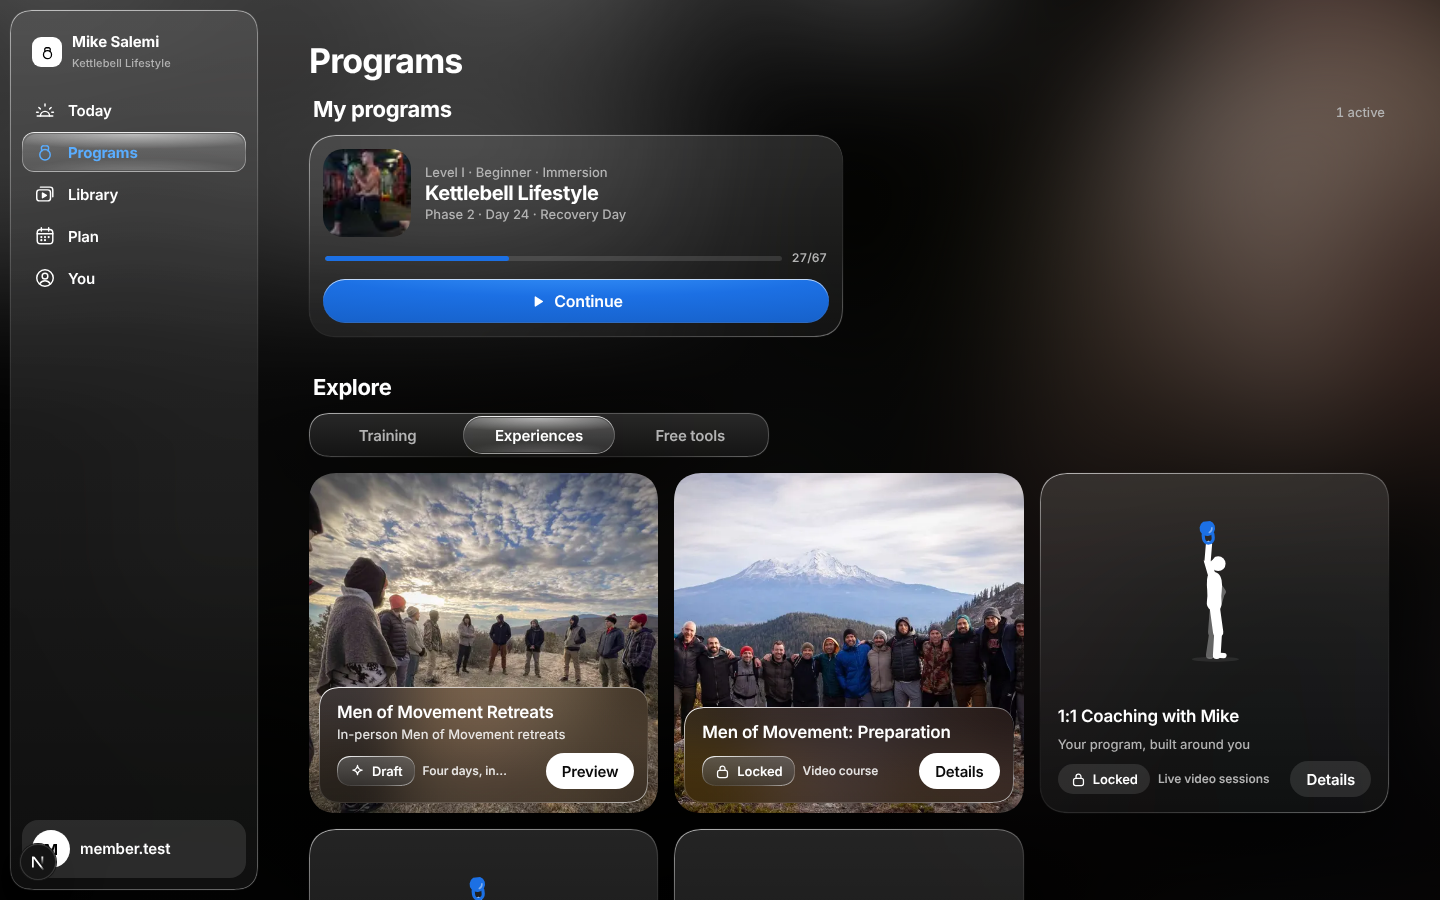 Mike Salemi
Kettlebell Lifestyle
Today
Programs
Library
Plan
You
member.test
N
Programs
My programs
1 active
Level I · Beginner · Immersion
Kettlebell Lifestyle
Phase 2 · Day 24 · Recovery Day
27/67
Continue
Explore
Training
Experiences
Free tools
Men of Movement Retreats
In-person Men of Movement retreats
Draft
Four days, in...
Preview
Men of Movement: Preparation
Locked
Video course
Details
1:1 Coaching with Mike
Your program, built around you
Locked
Live video sessions
Details